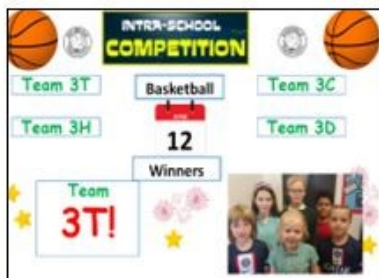 INTRA-SCHOOL
COMPETITION
Team 3T
Basketball
Team 3C
Team 3H
Team 3D
12
Winners
Team
3T!